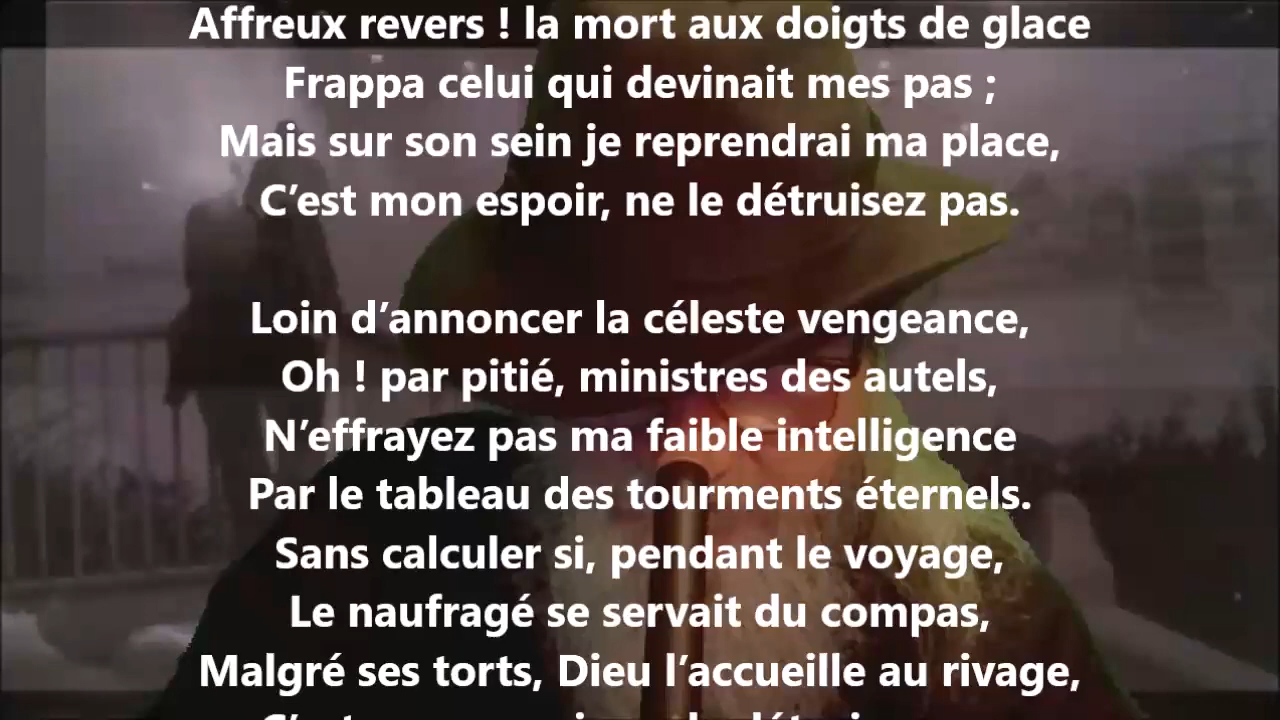 Affreux revers ! la mort aux doigts de glace
Frappa celui qui devinait mes pas ;
Mais sur son sein je reprendrai ma place,
C’est mon espoir, ne le détruisez pas.
Loin d’annoncer la céleste vengeance,
Oh ! par pitié, ministres des autels,
N’effrayez pas ma faible intelligence
Par le tableau des tourments éternels.
Sans calculer si, pendant le voyage,
Le naufragé se servait du compas,
Malgré ses torts, Dieu l’accueille au rivage,